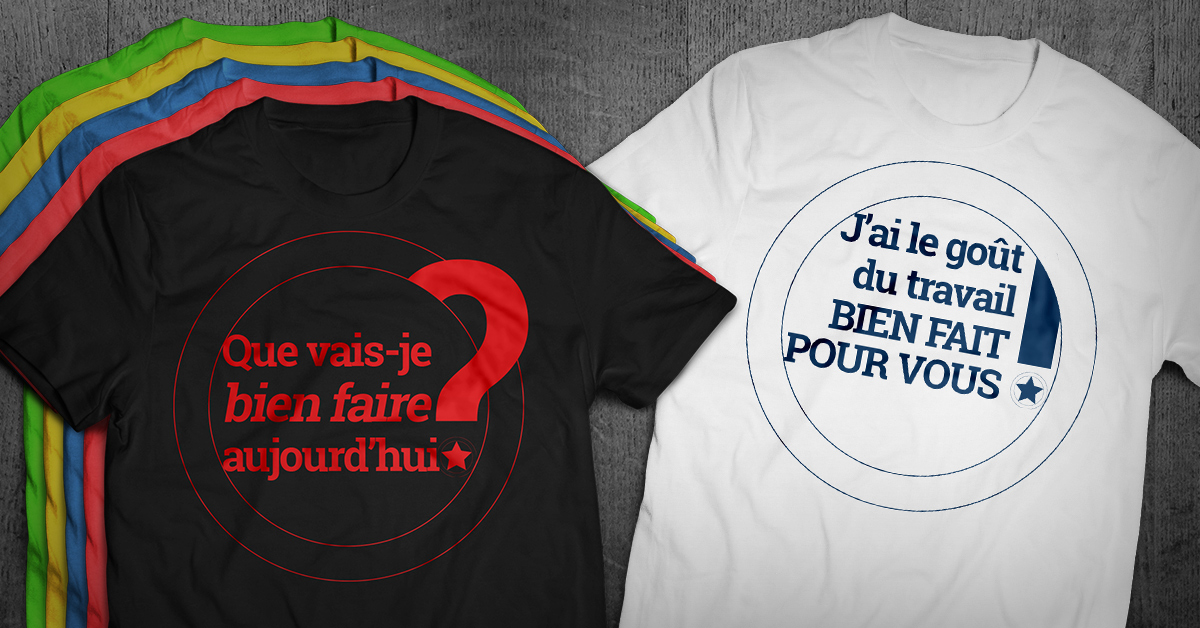 Que vais-je
bien faire
aujourd'hui?
J'ai le goût
du travail
BIEN FAIT
POUR VOUS!